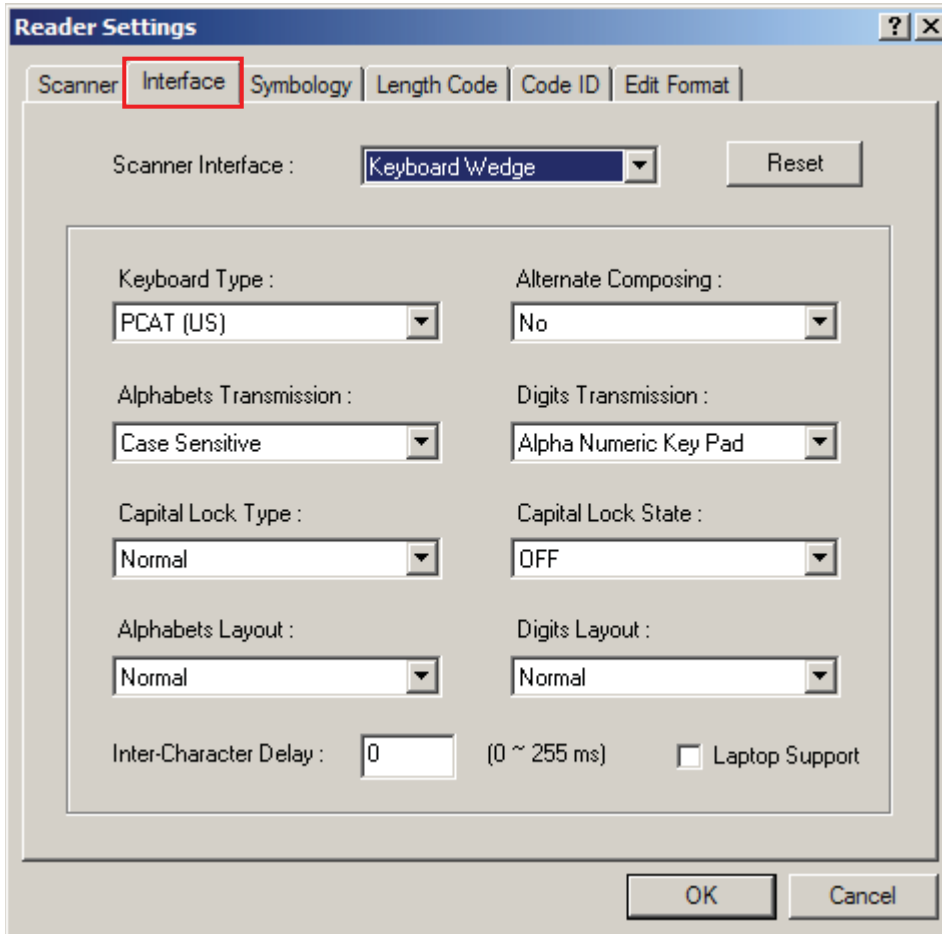 Reader Settings
Scanner Interface Symbology Length Code Code ID Edit Format
Scanner Interface : Keyboard Wedge Reset
Keyboard Type : Alternate Composing :
PCAT (US) No
Alphabets Transmission : Digits Transmission :
Case Sensitive Alpha Numeric Key Pad
Capital Lock Type : Capital Lock State :
Normal OFF
Alphabets Layout : Digits Layout :
Normal Normal
Inter-Character Delay : 0 (0 ~ 255 ms) Laptop Support
OK Cancel